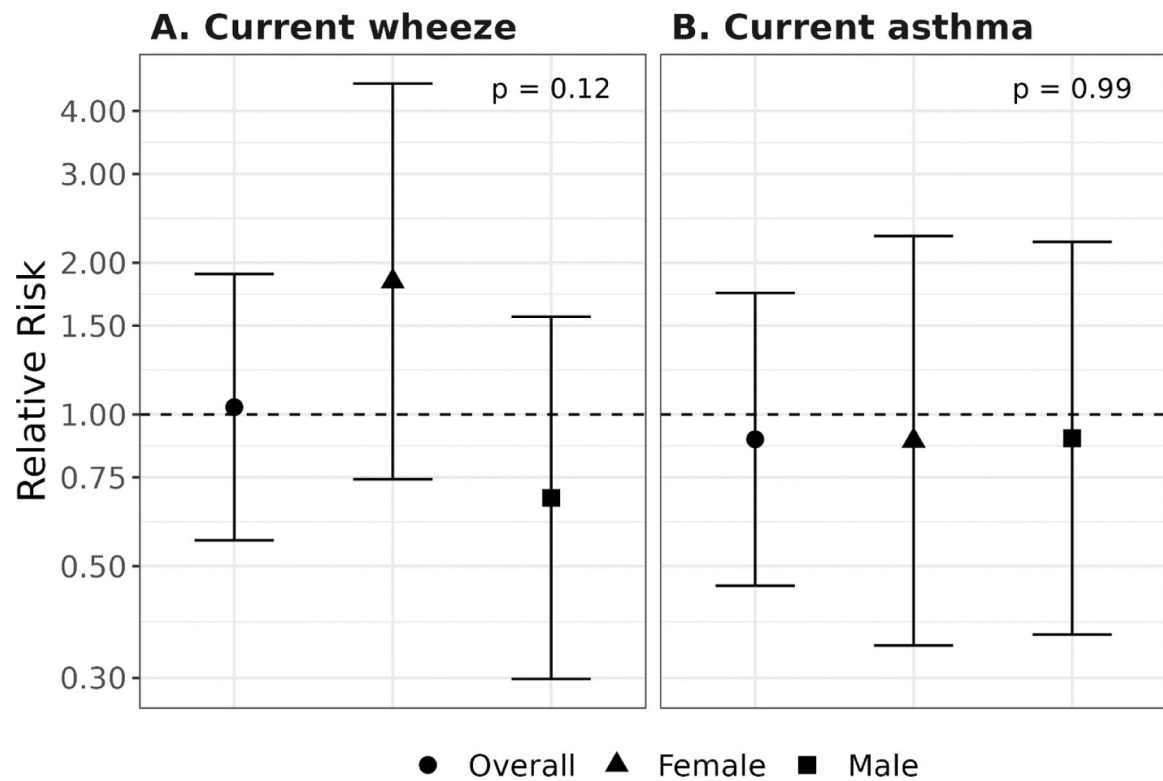 A. Current wheeze
B. Current asthma
p = 0.12
p = 0.99
Relative Risk
4.00
3.00
2.00
1.50
1.00
0.75
0.50
0.30
Overall Female Male